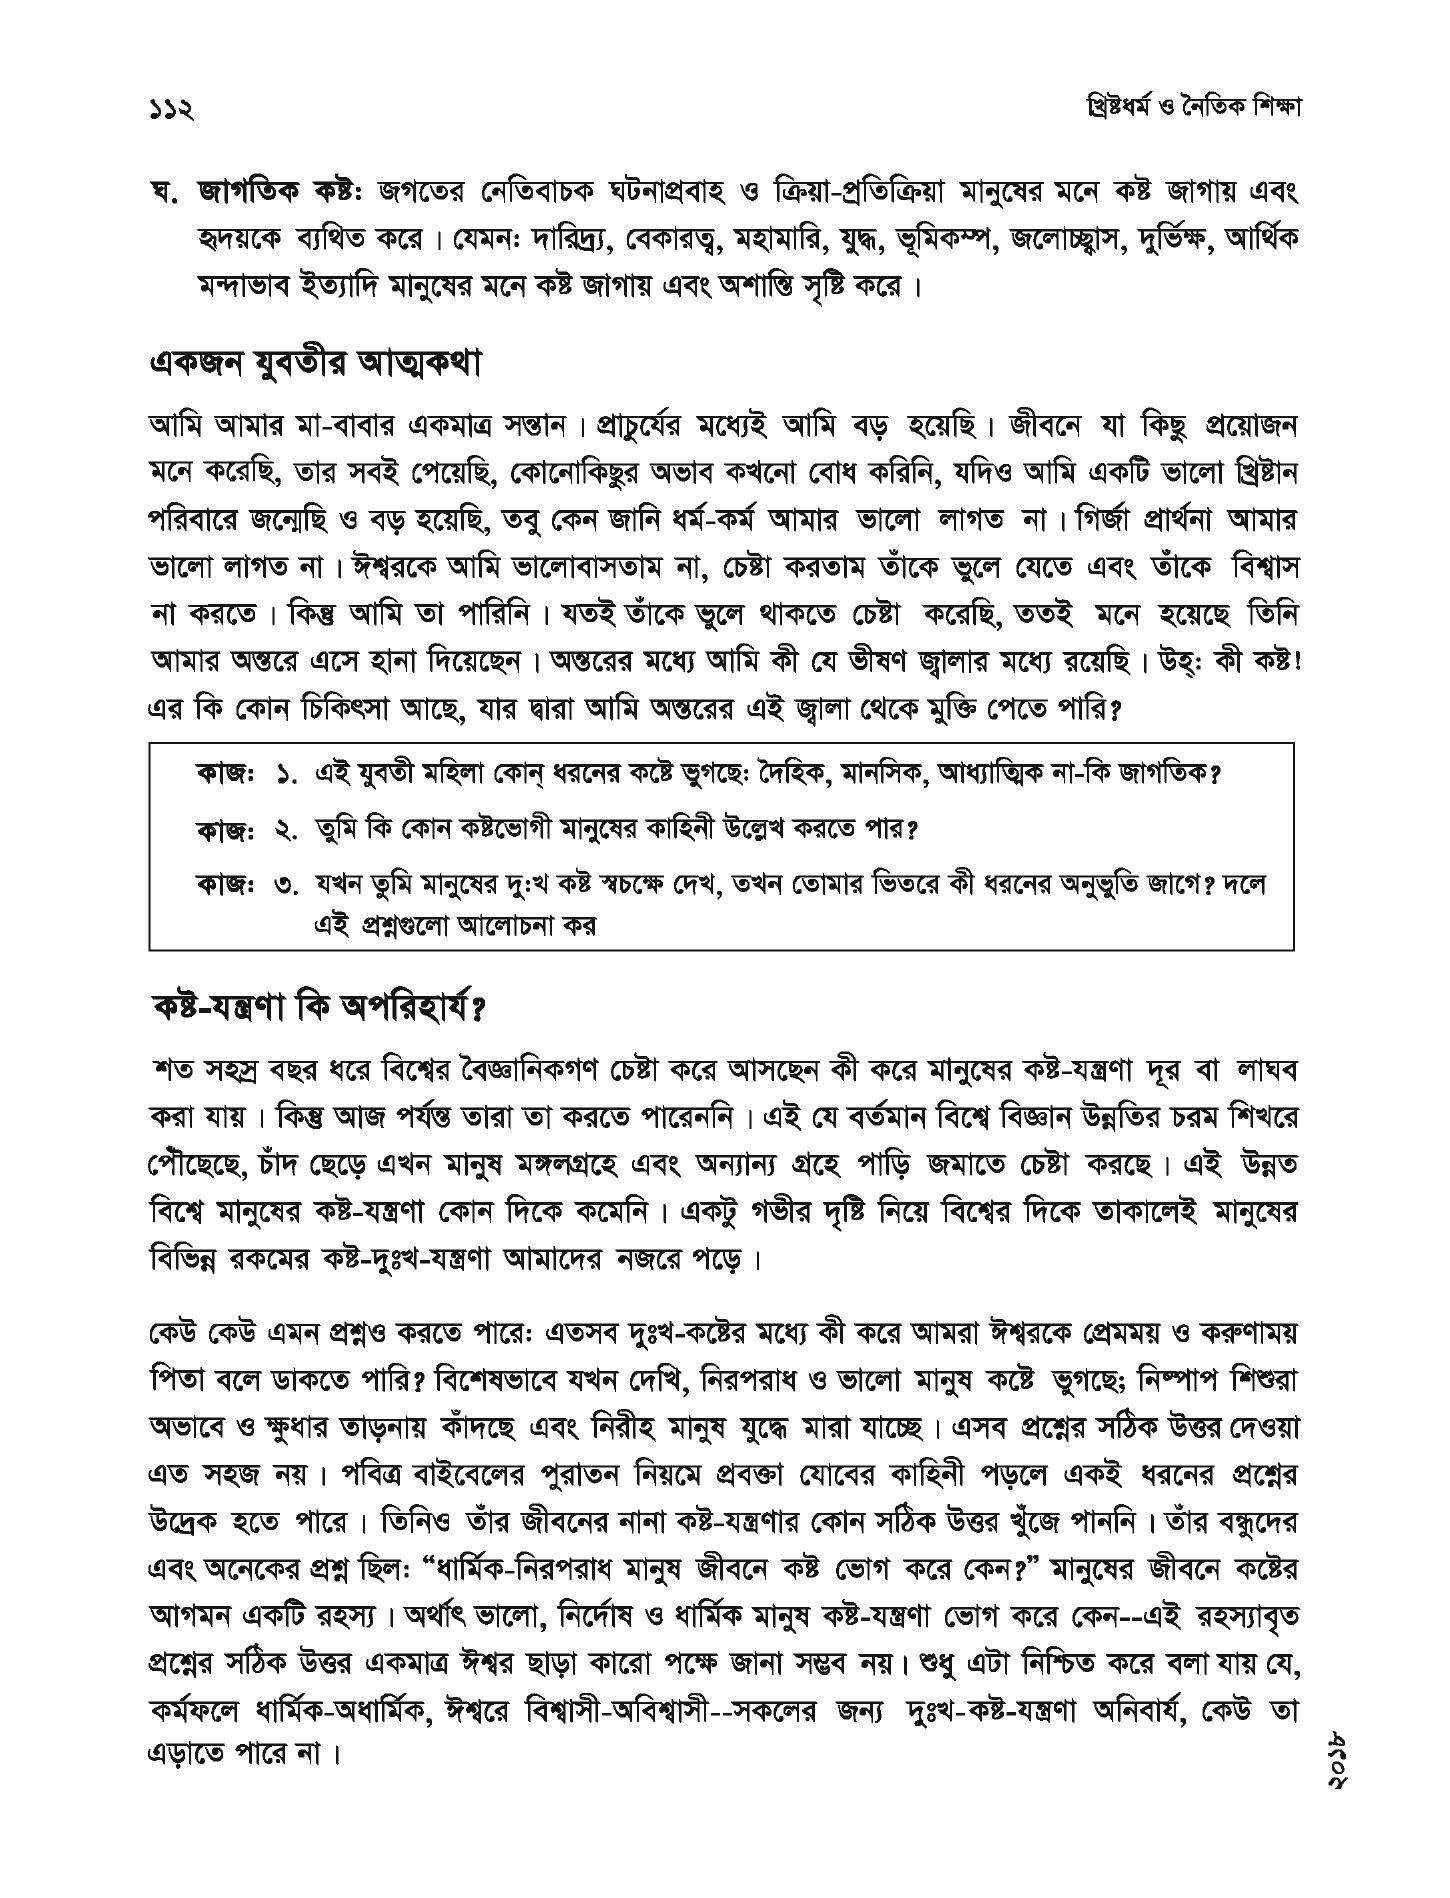 ১১২
খ্রিষ্টধর্ম ও নৈতিক শিক্ষা
ঘ. জাগতিক কষ্ট: জগতের নেতিবাচক ঘটনাপ্রবাহ ও ক্রিয়া-প্রতিক্রিয়া মানুষের মনে কষ্ট জাগায় এবং
হৃদয়কে ব্যথিত করে । যেমন: দারিদ্র্য, বেকারত্ব, মহামারি, যুদ্ধ, ভূমিকম্প, জলোচ্ছ্বাস, দুর্ভিক্ষ, আর্থিক
মন্দাভাব ইত্যাদি মানুষের মনে কষ্ট জাগায় এবং অশান্তি সৃষ্টি করে ।
একজন যুবতীর আত্মকথা
আমি আমার মা-বাবার একমাত্র সন্তান । প্রাচুর্যের মধ্যেই আমি বড় হয়েছি । জীবনে যা কিছু প্রয়োজন
মনে করেছি, তার সবই পেয়েছি, কোনোকিছুর অভাব কখনো বোধ করিনি, যদিও আমি একটি ভালো খ্রিষ্টান
পরিবারে জন্মেছি ও বড় হয়েছি, তবু কেন জানি ধর্ম-কর্ম আমার ভালো লাগত না । গির্জা প্রার্থনা আমার
ভালো লাগত না । ঈশ্বরকে আমি ভালোবাসতাম না, চেষ্টা করতাম তাঁকে ভুলে যেতে এবং তাঁকে বিশ্বাস
না করতে । কিন্তু আমি তা পারিনি । যতই তাঁকে ভুলে থাকতে চেষ্টা করেছি, ততই মনে হয়েছে তিনি
আমার অন্তরে এসে হানা দিয়েছেন । অন্তরের মধ্যে আমি কী যে ভীষণ জ্বালার মধ্যে রয়েছি । উহ্: কী কষ্ট!
এর কি কোন চিকিৎসা আছে, যার দ্বারা আমি অন্তরের এই জ্বালা থেকে মুক্তি পেতে পারি?
কাজ: ১. এই যুবতী মহিলা কোন্ ধরনের কষ্টে ভুগছে: দৈহিক, মানসিক, আধ্যাত্মিক না-কি জাগতিক?
কাজ: ২. তুমি কি কোন কষ্টভোগী মানুষের কাহিনী উল্লেখ করতে পার?
কাজ: ৩. যখন তুমি মানুষের দু:খ কষ্ট স্বচক্ষে দেখ, তখন তোমার ভিতরে কী ধরনের অনুভুতি জাগে? দলে
এই প্রশ্নগুলো আলোচনা কর
কষ্ট-যন্ত্রণা কি অপরিহার্য?
শত সহস্র বছর ধরে বিশ্বের বৈজ্ঞানিকগণ চেষ্টা করে আসছেন কী করে মানুষের কষ্ট-যন্ত্রণা দূর বা লাঘব
করা যায় । কিন্তু আজ পর্যন্ত তারা তা করতে পারেননি । এই যে বর্তমান বিশ্বে বিজ্ঞান উন্নতির চরম শিখরে
পৌঁছেছে, চাঁদ ছেড়ে এখন মানুষ মঙ্গলগ্রহে এবং অন্যান্য গ্রহে পাড়ি জমাতে চেষ্টা করছে । এই উন্নত
বিশ্বে মানুষের কষ্ট-যন্ত্রণা কোন দিকে কমেনি । একটু গভীর দৃষ্টি নিয়ে বিশ্বের দিকে তাকালেই মানুষের
বিভিন্ন রকমের কষ্ট-দুঃখ-যন্ত্রণা আমাদের নজরে পড়ে ।
কেউ কেউ এমন প্রশ্নও করতে পারে: এতসব দুঃখ-কষ্টের মধ্যে কী করে আমরা ঈশ্বরকে প্রেমময় ও করুণাময়
পিতা বলে ডাকতে পারি? বিশেষভাবে যখন দেখি, নিরপরাধ ও ভালো মানুষ কষ্টে ভুগছে; নিষ্পাপ শিশুরা
অভাবে ও ক্ষুধার তাড়নায় কাঁদছে এবং নিরীহ মানুষ যুদ্ধে মারা যাচ্ছে । এসব প্রশ্নের সঠিক উত্তর দেওয়া
এত সহজ নয় । পবিত্র বাইবেলের পুরাতন নিয়মে প্রবক্তা যোবের কাহিনী পড়লে একই ধরনের প্রশ্নের
উদ্রেক হতে পারে । তিনিও তাঁর জীবনের নানা কষ্ট-যন্ত্রণার কোন সঠিক উত্তর খুঁজে পাননি । তাঁর বন্ধুদের
এবং অনেকের প্রশ্ন ছিল: “ধার্মিক-নিরপরাধ মানুষ জীবনে কষ্ট ভোগ করে কেন?” মানুষের জীবনে কষ্টের
আগমন একটি রহস্য । অর্থাৎ ভালো, নির্দোষ ও ধার্মিক মানুষ কষ্ট-যন্ত্রণা ভোগ করে কেন--এই রহস্যাবৃত
প্রশ্নের সঠিক উত্তর একমাত্র ঈশ্বর ছাড়া কারো পক্ষে জানা সম্ভব নয় । শুধু এটা নিশ্চিত করে বলা যায় যে,
কর্মফলে ধার্মিক-অধার্মিক, ঈশ্বরে বিশ্বাসী-অবিশ্বাসী--সকলের জন্য দুঃখ-কষ্ট-যন্ত্রণা অনিবার্য, কেউ তা
এড়াতে পারে না ।
২০১৮